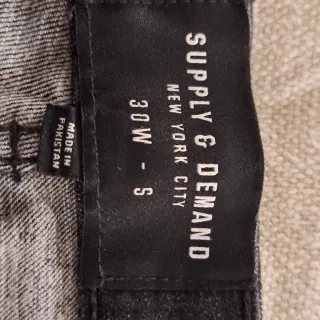 SUPPLY & DEMAND
NEW YORK CITY
30W - S
MADE IN
PAKISTAN